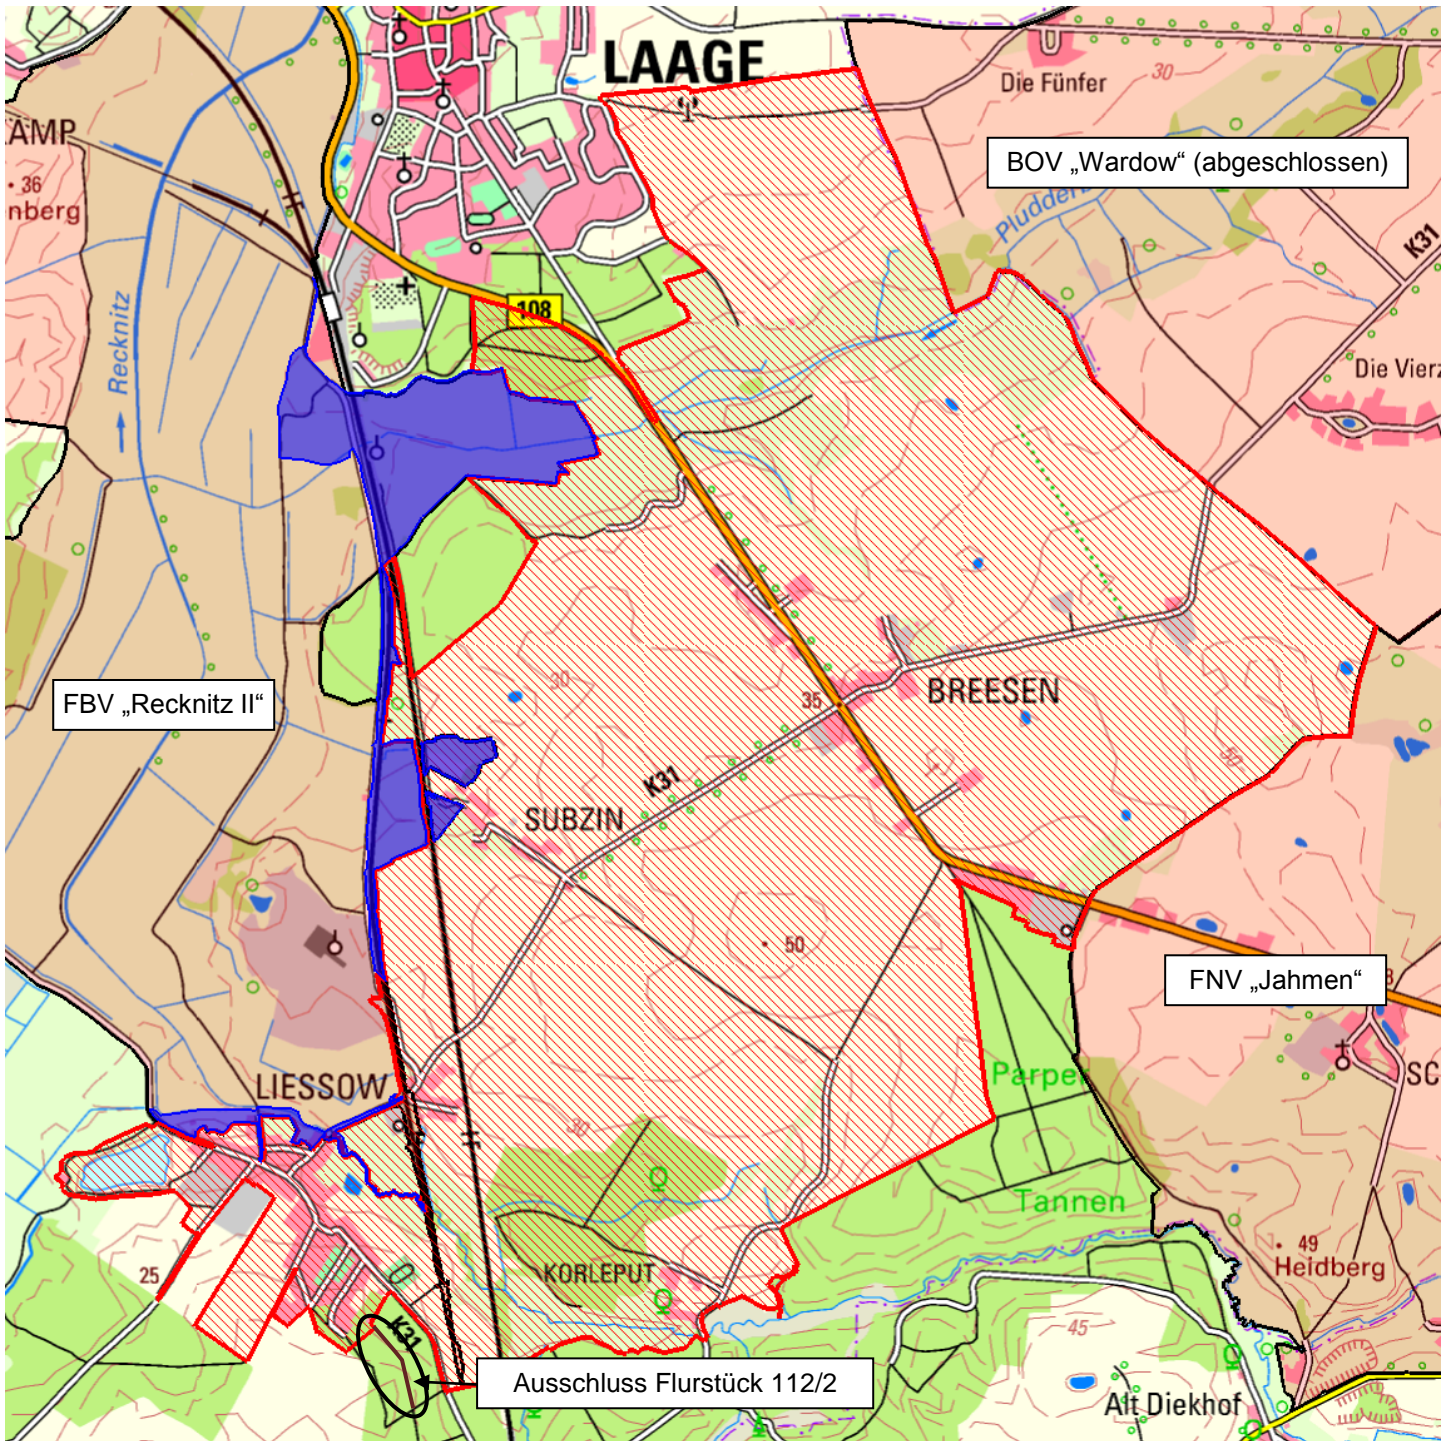 LAAGE
Die Fünfer
30
BOV „Wardow“ (abgeschlossen)
AMP
36
nberg
Recknitz
108
K31
Die Vierz
FBV „Recknitz II“
30
35
BREESEN
K31
SUBZIN
50
50
FNV „Jahmen“
8
LIESSOW
30
Tannen
SC
KORLEPUT
25
49
Heidberg
K31
45
Ausschluss Flurstück 112/2
Alt Diekhof